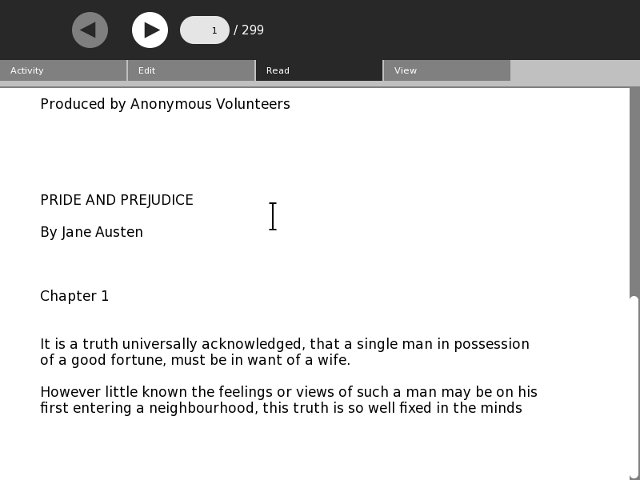 1 / 299
Activity Edit Read View
Produced by Anonymous Volunteers
PRIDE AND PREJUDICE
By Jane Austen
Chapter 1
It is a truth universally acknowledged, that a single man in possession
of a good fortune, must be in want of a wife.
However little known the feelings or views of such a man may be on his
first entering a neighbourhood, this truth is so well fixed in the minds